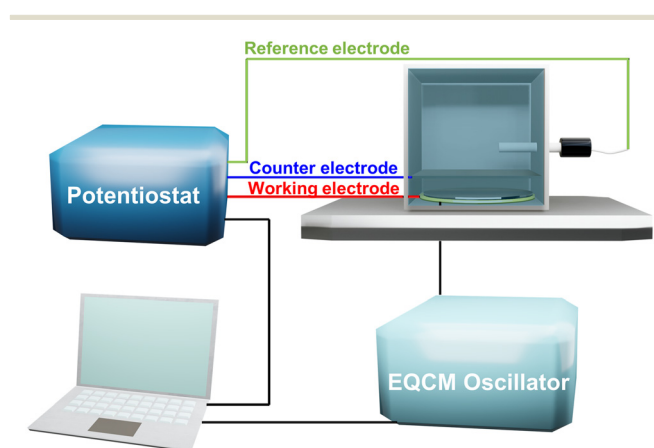 Reference electrode
Counter electrode
Working electrode
Potentiostat
EQCM Oscillator